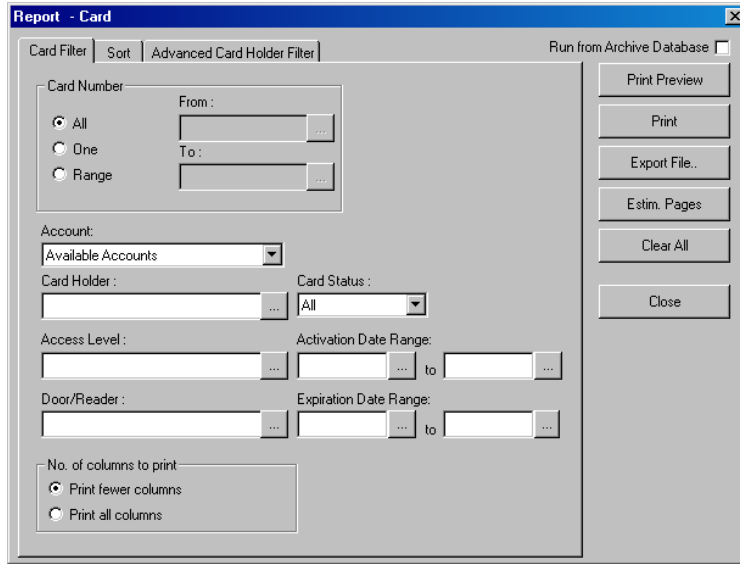 Report - Card
Card Filter Sort Advanced Card Holder Filter
Run from Archive Database
Card Number
From :
All
...
One
To :
Range
...
Account:
Available Accounts
Card Holder :
Card Status :
...
All
Access Level :
Activation Date Range:
... ... to ...
Door/Reader :
Expiration Date Range:
... ... to ...
No. of columns to print
Print fewer columns
Print all columns
Print Preview
Print
Export File..
Estim. Pages
Clear All
Close